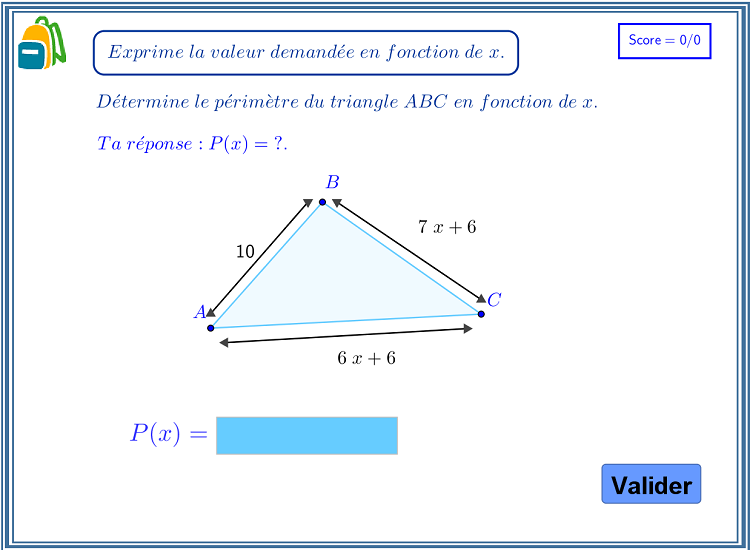 Score = 0/0
Exprime la valeur demandée en fonction de x.
Détermine le périmètre du triangle ABC en fonction de x.
Ta réponse : P(x) = ?.
B
7 x + 6
10
A
C
6 x + 6
P(x) =
Valider